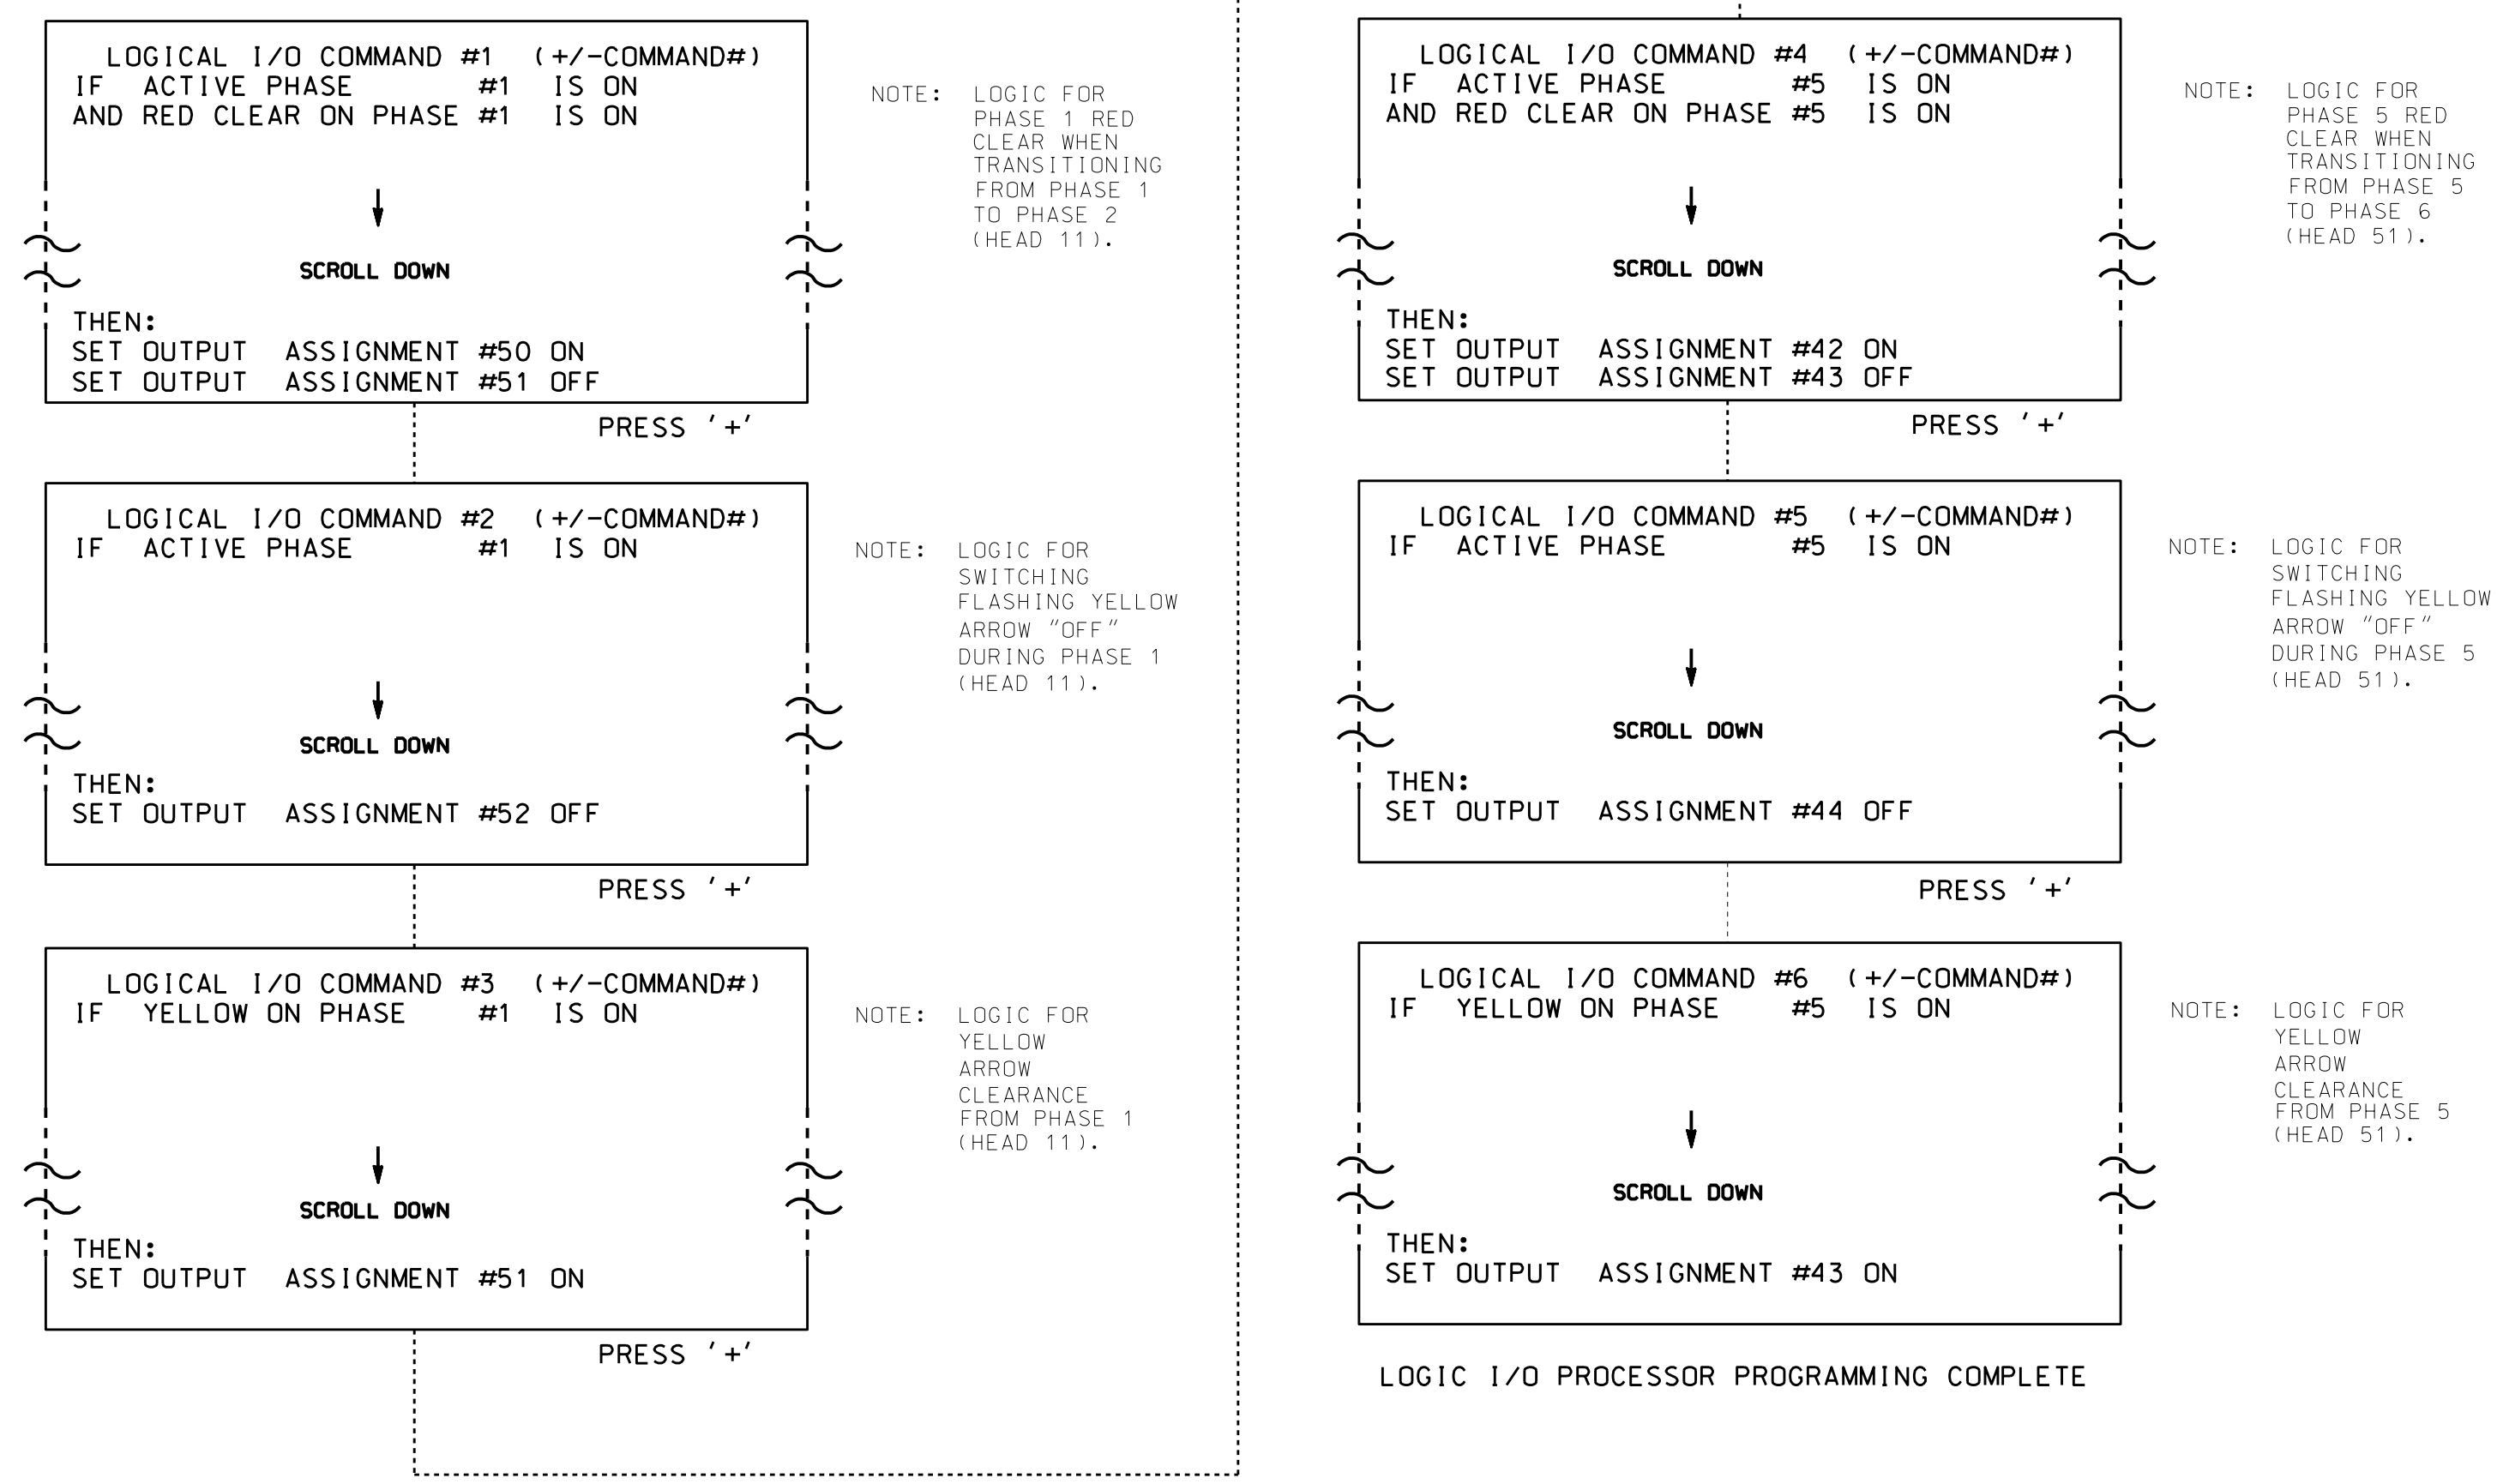 LOGICAL I/O COMMAND #1 (+/-COMMAND#)
IF ACTIVE PHASE #1 IS ON
AND RED CLEAR ON PHASE #1 IS ON
SCROLL DOWN
THEN:
SET OUTPUT ASSIGNMENT #50 ON
SET OUTPUT ASSIGNMENT #51 OFF
NOTE: LOGIC FOR
PHASE 1 RED
CLEAR WHEN
TRANSITIONING
FROM PHASE 1
TO PHASE 2
(HEAD 11).
PRESS '+'
LOGICAL I/O COMMAND #2 (+/-COMMAND#)
IF ACTIVE PHASE #1 IS ON
SCROLL DOWN
THEN:
SET OUTPUT ASSIGNMENT #52 OFF
NOTE: LOGIC FOR
SWITCHING
FLASHING YELLOW
ARROW "OFF"
DURING PHASE 1
(HEAD 11).
PRESS '+'
LOGICAL I/O COMMAND #3 (+/-COMMAND#)
IF YELLOW ON PHASE #1 IS ON
SCROLL DOWN
THEN:
SET OUTPUT ASSIGNMENT #51 ON
NOTE: LOGIC FOR
YELLOW
ARROW
CLEARANCE
FROM PHASE 1
(HEAD 11).
PRESS '+'
LOGICAL I/O COMMAND #4 (+/-COMMAND#)
IF ACTIVE PHASE #5 IS ON
AND RED CLEAR ON PHASE #5 IS ON
SCROLL DOWN
THEN:
SET OUTPUT ASSIGNMENT #42 ON
SET OUTPUT ASSIGNMENT #43 OFF
NOTE: LOGIC FOR
PHASE 5 RED
CLEAR WHEN
TRANSITIONING
FROM PHASE 5
TO PHASE 6
(HEAD 51).
PRESS '+'
LOGICAL I/O COMMAND #5 (+/-COMMAND#)
IF ACTIVE PHASE #5 IS ON
SCROLL DOWN
THEN:
SET OUTPUT ASSIGNMENT #44 OFF
NOTE: LOGIC FOR
SWITCHING
FLASHING YELLOW
ARROW "OFF"
DURING PHASE 5
(HEAD 51).
PRESS '+'
LOGICAL I/O COMMAND #6 (+/-COMMAND#)
IF YELLOW ON PHASE #5 IS ON
SCROLL DOWN
THEN:
SET OUTPUT ASSIGNMENT #43 ON
NOTE: LOGIC FOR
YELLOW
ARROW
CLEARANCE
FROM PHASE 5
(HEAD 51).
LOGIC I/O PROCESSOR PROGRAMMING COMPLETE